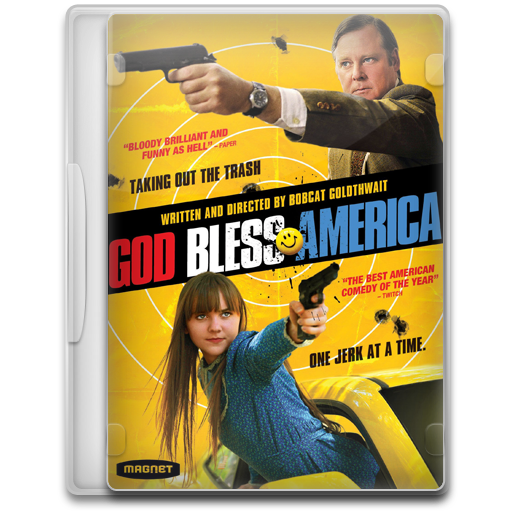 "BLOODY BRILLIANT AND
FUNNY AS HELL" – PAPER
TAKING OUT THE TRASH
WRITTEN AND DIRECTED BY BOBCAT GOLDTHWAIT
GOD BLESS AMERICA
"THE BEST AMERICAN
COMEDY OF THE YEAR"
– TWITCH
ONE JERK AT A TIME.
MAGNET